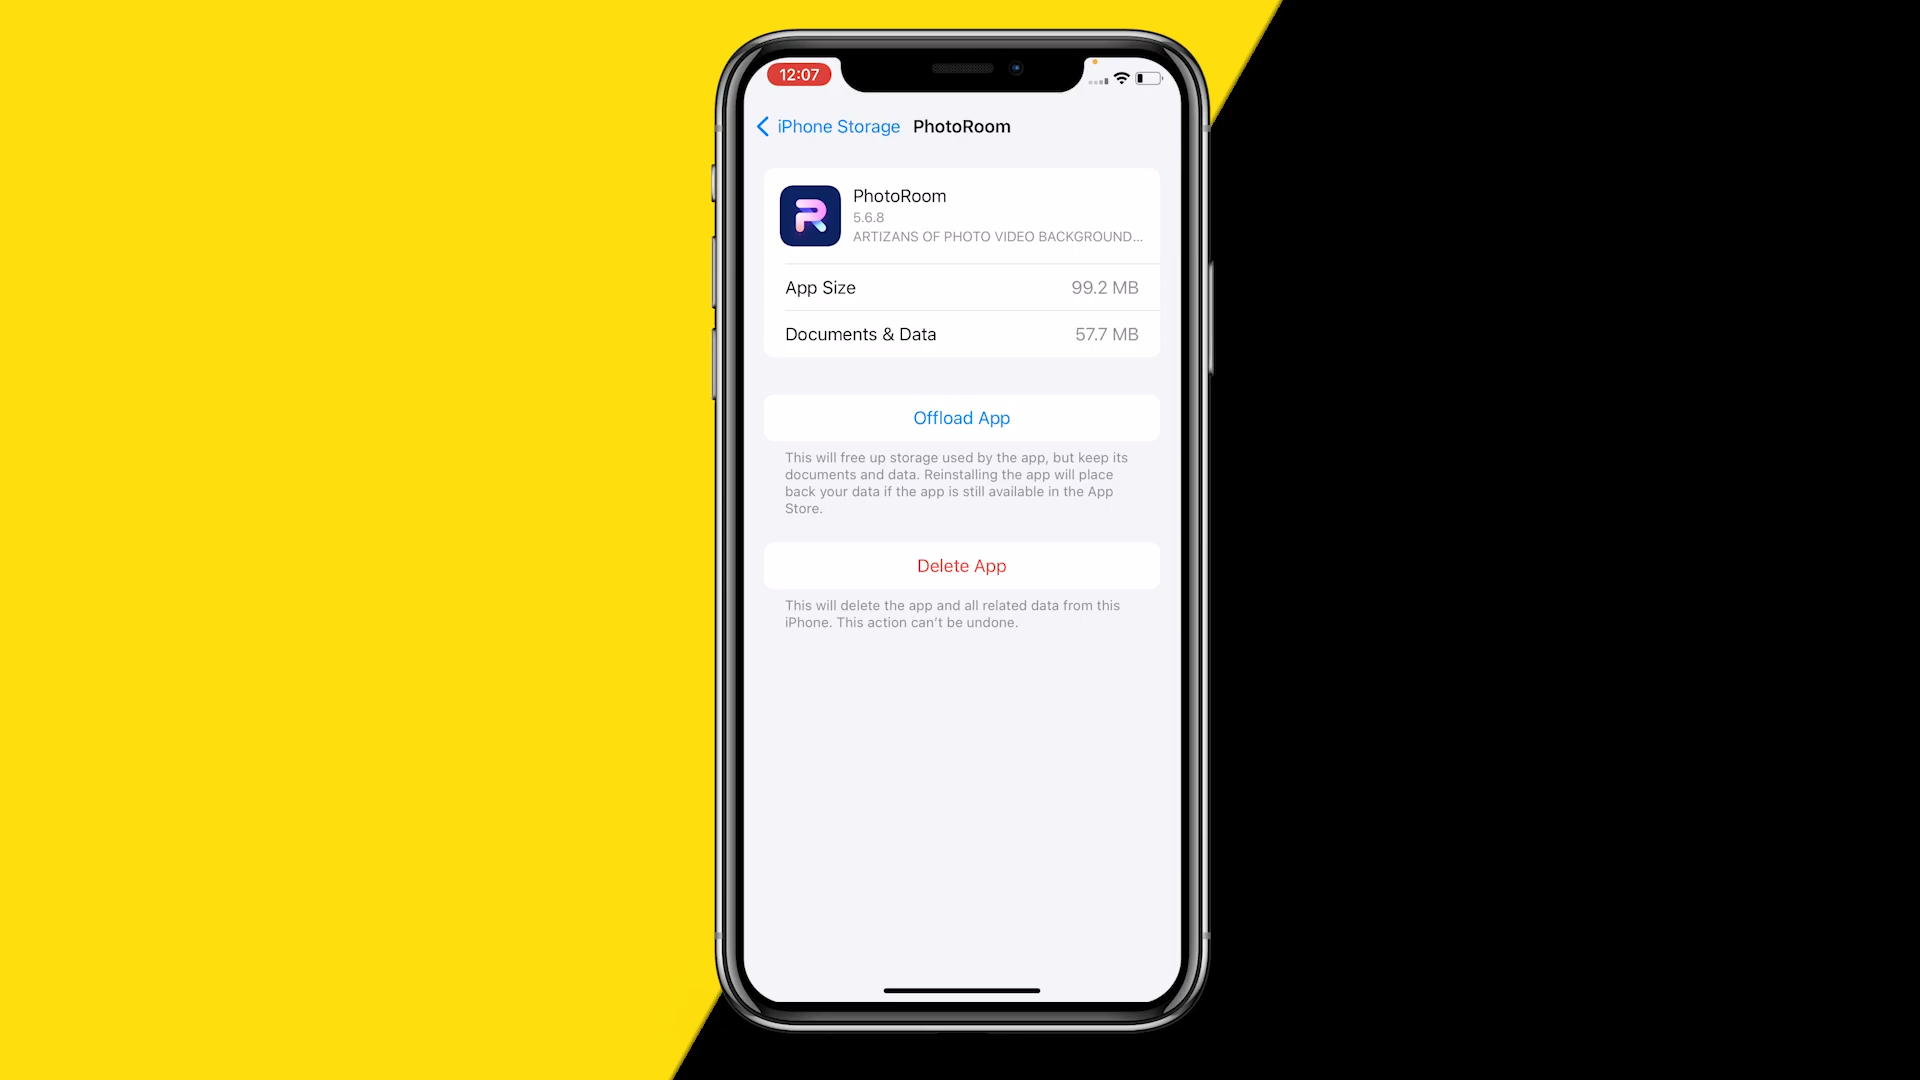 12:07
iPhone Storage PhotoRoom
PhotoRoom
5.6.8
ARTIZANS OF PHOTO VIDEO BACKGROUND...
App Size 99.2 MB
Documents & Data 57.7 MB
Offload App
This will free up storage used by the app, but keep its
documents and data. Reinstalling the app will place
back your data if the app is still available in the App
Store.
Delete App
This will delete the app and all related data from this
iPhone. This action can’t be undone.